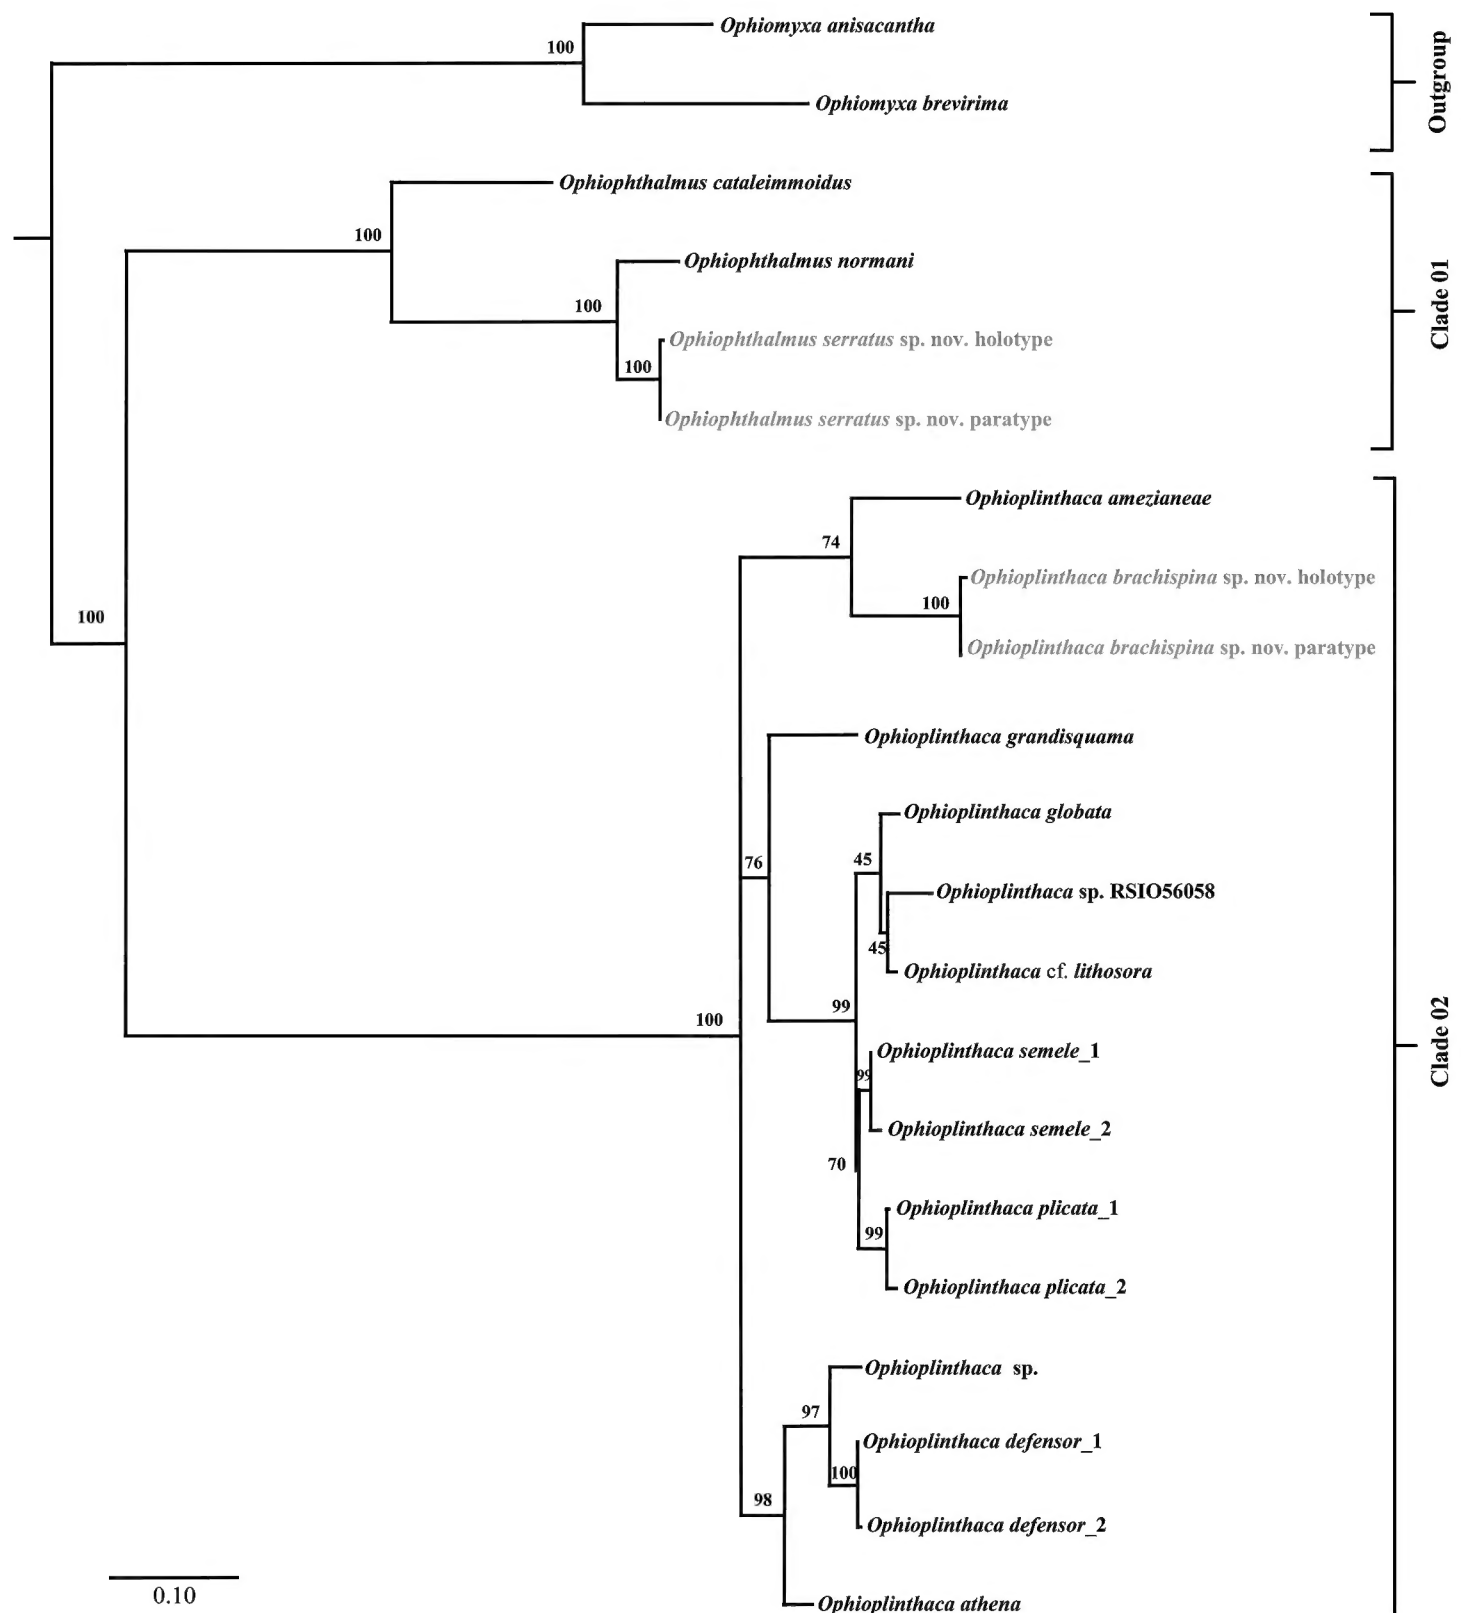 Ophiomyxa anisacantha
100
Ophiomyxa brevirima
Outgroup
Ophiophthalmus cataleimmoidus
100
Ophiophthalmus normani
100
Ophiophthalmus serratus sp. nov. holotype
100
Ophiophthalmus serratus sp. nov. paratype
Clade 01
Ophioplinthaca amezianeae
74
Ophioplinthaca brachispina sp. nov. holotype
100
100
Ophioplinthaca brachispina sp. nov. paratype
Ophioplinthaca grandisquama
Ophioplinthaca globata
76
45
Ophioplinthaca sp. RSIO56058
45
Ophioplinthaca cf. lithosora
99
100
Ophioplinthaca semele_1
99
Ophioplinthaca semele_2
70
Ophioplinthaca plicata_1
99
Ophioplinthaca plicata_2
Clade 02
Ophioplinthaca sp.
97
Ophioplinthaca defensor_1
100
98
Ophioplinthaca defensor_2
0.10
Ophioplinthaca athena